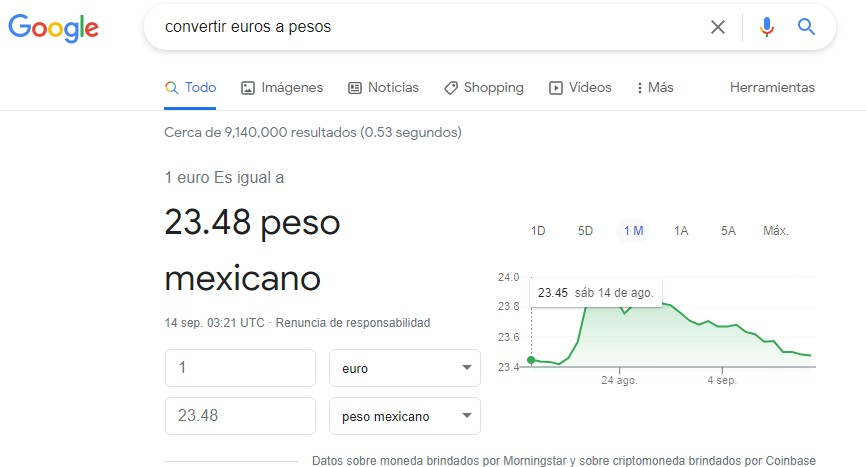 Google
convertir euros a pesos
Todo Imágenes Noticias Shopping Vídeos Más Herramientas
Cerca de 9,140,000 resultados (0.53 segundos)
1 euro Es igual a
23.48 peso
mexicano
14 sep. 03:21 UTC · Renuncia de responsabilidad
1 euro
23.48 peso mexicano
1D 5D 1 M 1A 5A Máx.
24.0
23.45 sáb 14 de ago.
23.8
23.6
23.4
24 ago. 4 sep.
Datos sobre moneda brindados por Morningstar y sobre criptomoneda brindados por Coinbase